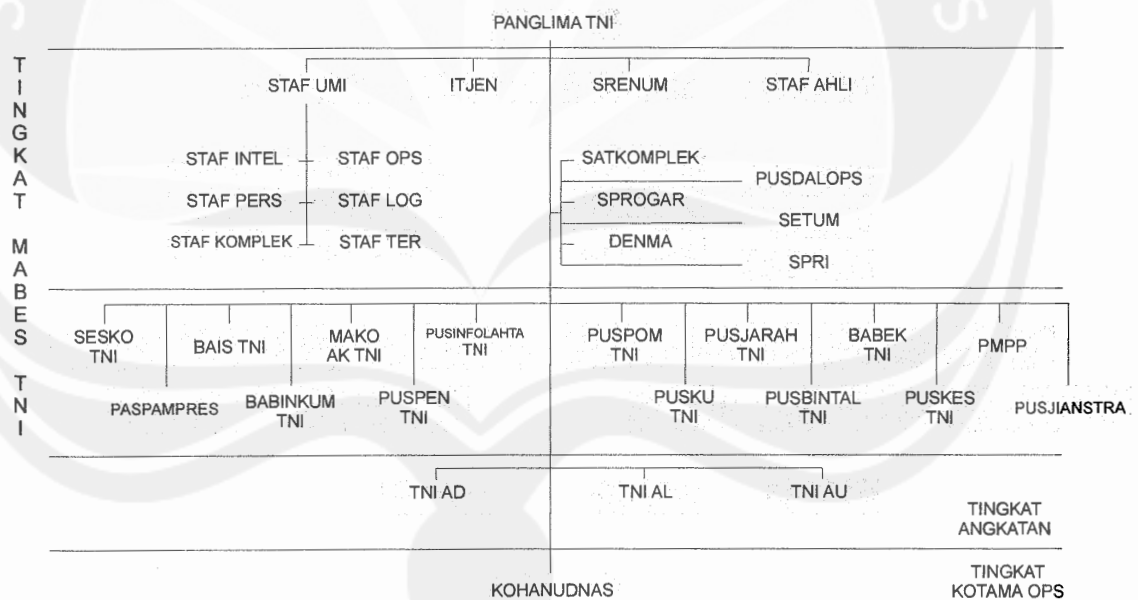 PANGLIMA TNI
TINGKAT MABES TNI
STAF UMI
ITJEN
SRENUM
STAF AHLI
STAF INTEL
STAF OPS
STAF PERS
STAF LOG
STAF KOMPLEK
STAF TER
SATKOMPLEK
PUSDALOPS
SPROGAR
SETUM
DENMA
SPRI
SESKO
TNI
BAIS TNI
MAKO
AK TNI
PUSINFOLAHTA
TNI
PUSPOM
TNI
PUSJARAH
TNI
BABEK
TNI
PMPP
PASPAMPRES
BABINKUM
TNI
PUSPEN
TNI
PUSKU
TNI
PUSBINTAL
TNI
PUSKES
TNI
PUSJIANSTRA
TNI AD
TNI AL
TNI AU
TINGKAT
ANGKATAN
KOHANUDNAS
TINGKAT
KOTAMA OPS